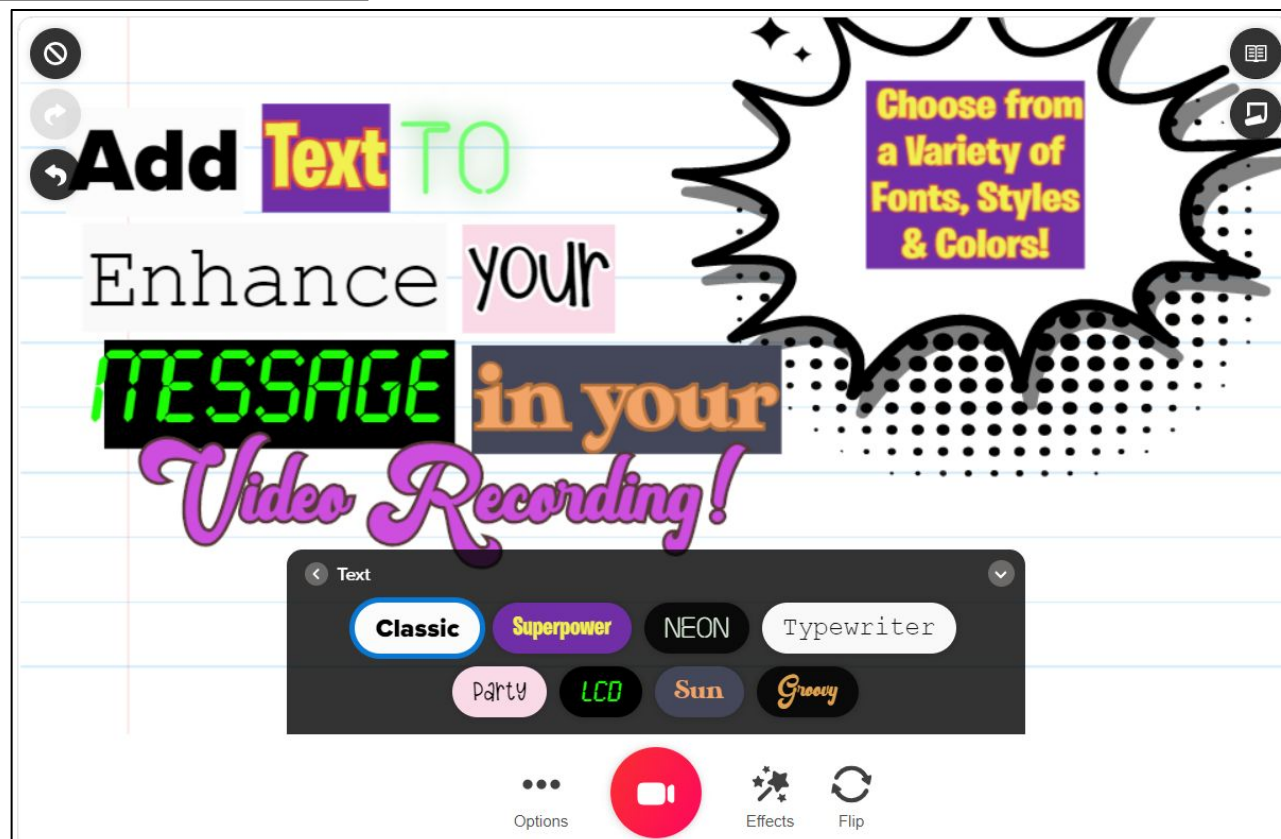 Add Text TO
Enhance your
MESSAGE in your
Video Recording!
Choose from
a Variety of
Fonts, Styles
& Colors!
Text
Classic Superpower NEON Typewriter
Party LCD Sun Groovy
Options Effects Flip